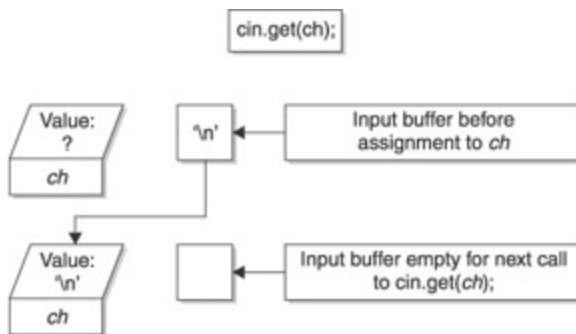 cin.get(ch);
Value:
?
ch
'\n'
Input buffer before
assignment to ch
Value:
'\n'
ch
Input buffer empty for next call
to cin.get(ch);